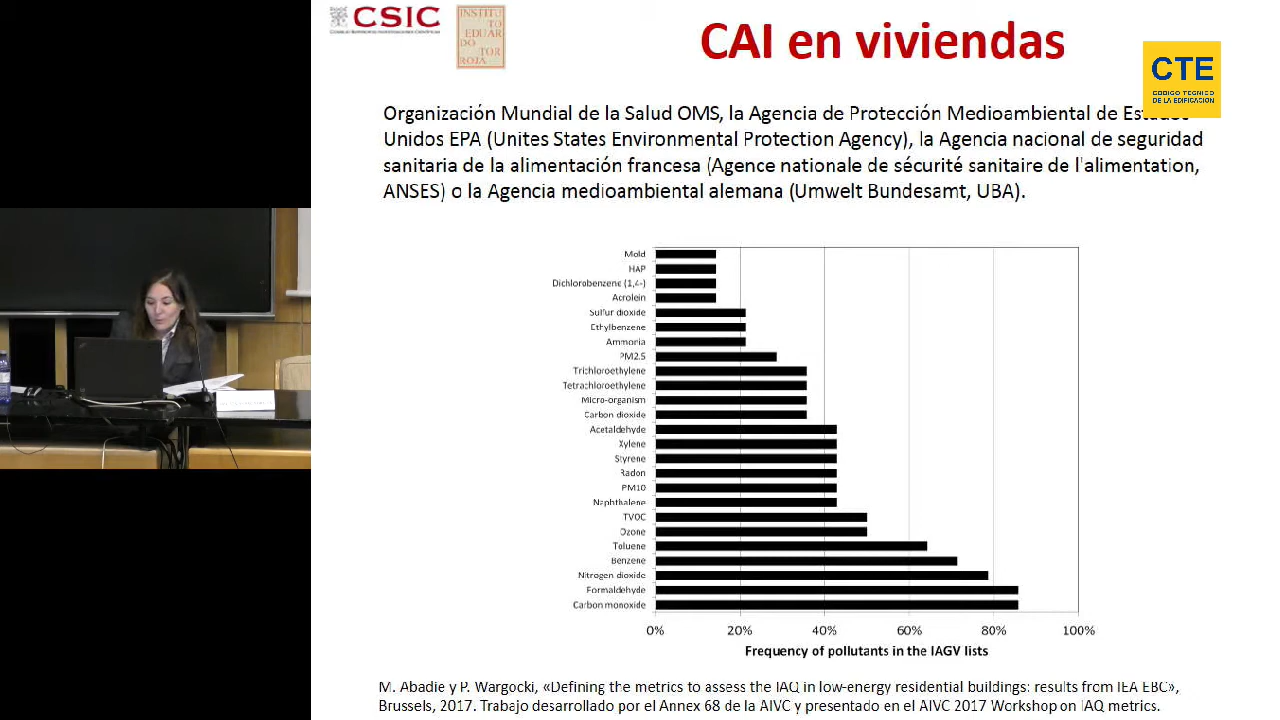 CSIC
INSTITU
TO
EDUAR
DO TOR
ROJA
CAI en viviendas
CTE
CÓDIGO TÉCNICO
DE LA EDIFICACIÓN
Organización Mundial de la Salud OMS, la Agencia de Protección Medioambiental de Estados
Unidos EPA (Unites States Environmental Protection Agency), la Agencia nacional de seguridad
sanitaria de la alimentación francesa (Agence nationale de sécurité sanitaire de l'alimentation,
ANSES) o la Agencia medioambiental alemana (Umwelt Bundesamt, UBA).
Mold
HAP
Dichlorobenzene (1,4-)
Acrolein
Sulfur dioxide
Ethylbenzene
Ammonia
PM2.5
Trichloroethylene
Tetrachloroethylene
Micro-organism
Carbon dioxide
Acetaldehyde
Xylene
Styrene
Radon
PM10
Naphthalene
TVOC
Ozone
Toluene
Benzene
Nitrogen dioxide
Formaldehyde
Carbon monoxide
0% 20% 40% 60% 80% 100%
Frequency of pollutants in the IAGV lists
M. Abadie y P. Wargocki, «Defining the metrics to assess the IAQ in low-energy residential buildings: results from IEA EBC»,
Brussels, 2017. Trabajo desarrollado por el Annex 68 de la AIVC y presentado en el AIVC 2017 Workshop on IAQ metrics.